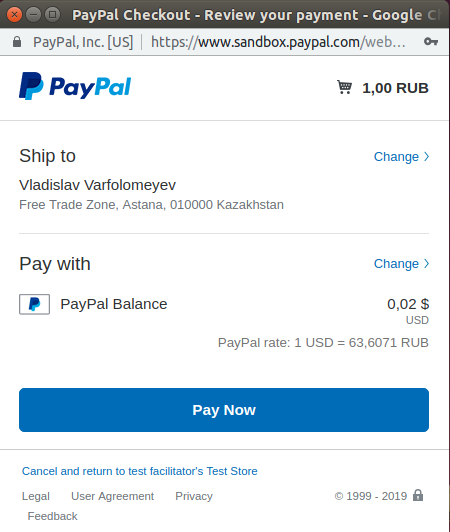 PayPal Checkout - Review your payment - Google Ch
PayPal, Inc. [US] | https://www.sandbox.paypal.com/web...
PayPal 1,00 RUB
Ship to Change
Vladislav Varfolomeyev
Free Trade Zone, Astana, 010000 Kazakhstan
Pay with Change
PayPal Balance 0,02 $
USD
PayPal rate: 1 USD = 63,6071 RUB
Pay Now
Cancel and return to test facilitator's Test Store
Legal User Agreement Privacy © 1999 - 2019
Feedback